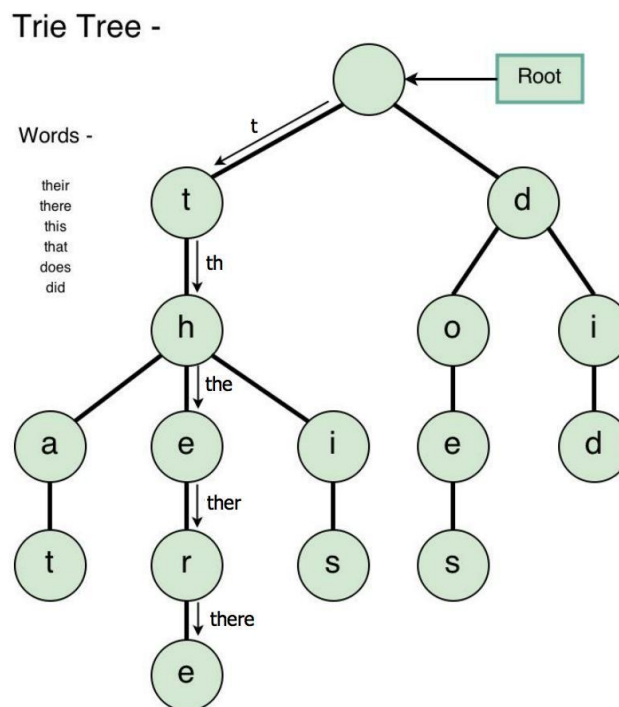 Trie Tree -
Root
t
Words -
their
there
this
that
does
did
t
d
th
h
o
i
the
a
e
i
e
d
ther
t
r
s
s
there
e